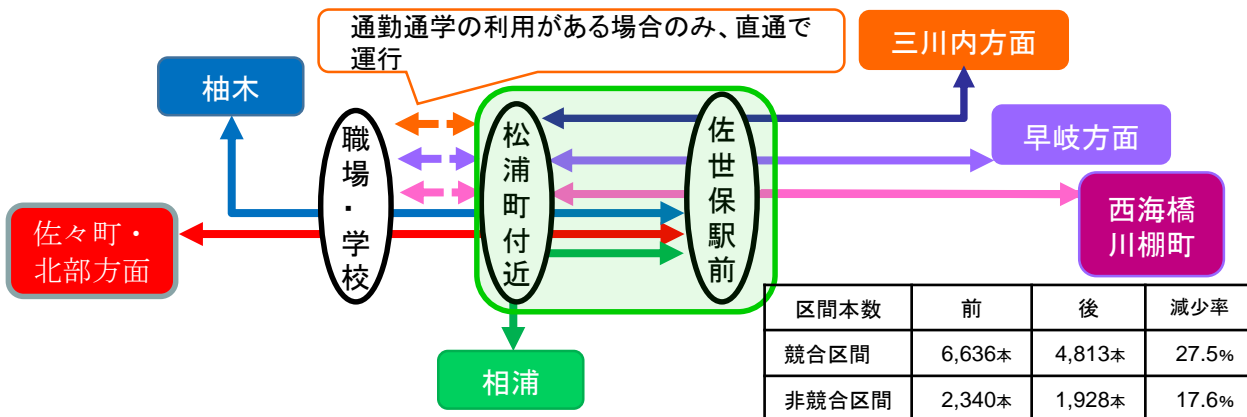 通勤通学の利用がある場合のみ、直通で
運行
三川内方面
柚木
職場・学校
松浦町付近
佐世保駅前
早岐方面
佐々町・
北部方面
西海橋
川棚町
相浦
区間本数 前 後 減少率
競合区間 6,636本 4,813本 27.5%
非競合区間 2,340本 1,928本 17.6%